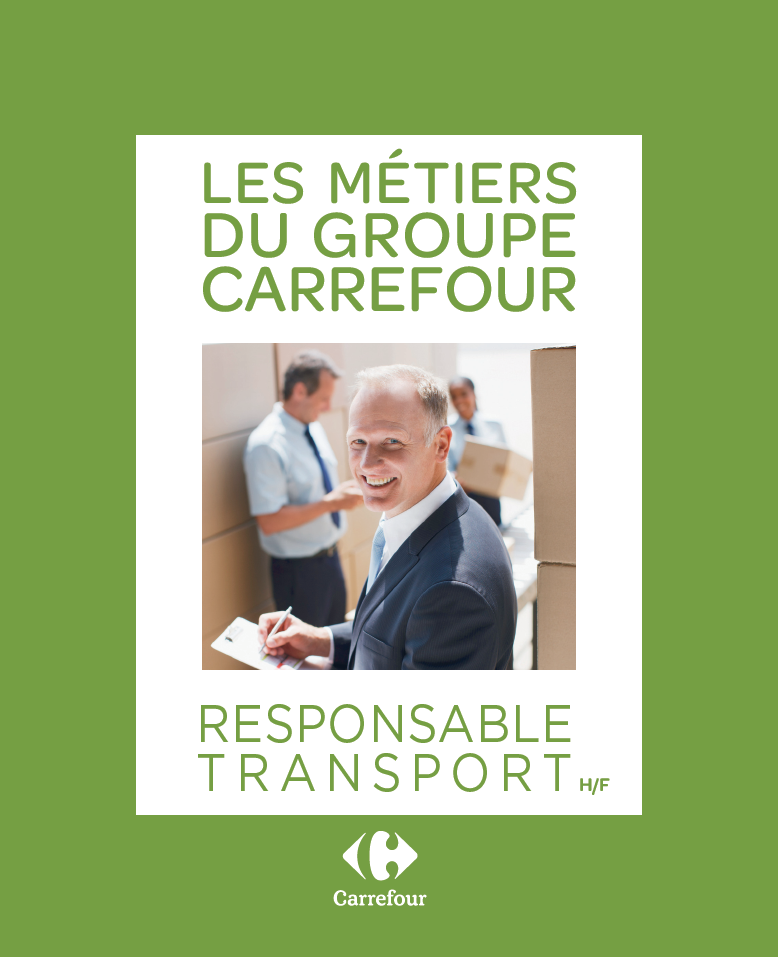 LES MÉTIERS
DU GROUPE
CARREFOUR
RESPONSABLE
TRANSPORT H/F
Carrefour